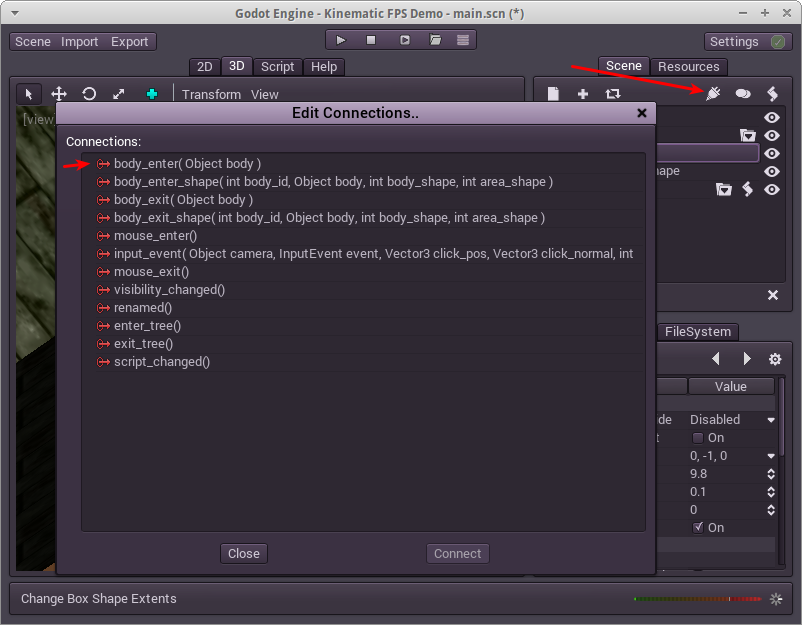 Godot Engine - Kinematic FPS Demo - main.scn (*)
Scene Import Export
Settings
2D 3D Script Help
Scene Resources
Transform View
[view
Edit Connections..
Connections:
body_enter( Object body )
body_enter_shape( int body_id, Object body, int body_shape, int area_shape )
body_exit( Object body )
body_exit_shape( int body_id, Object body, int body_shape, int area_shape )
mouse_enter()
input_event( Object camera, InputEvent event, Vector3 click_pos, Vector3 click_normal, int
mouse_exit()
visibility_changed()
renamed()
enter_tree()
exit_tree()
script_changed()
Close
Connect
ape
FileSystem
Value
de Disabled
t On
0, -1, 0
9.8
0.1
0
On
Change Box Shape Extents